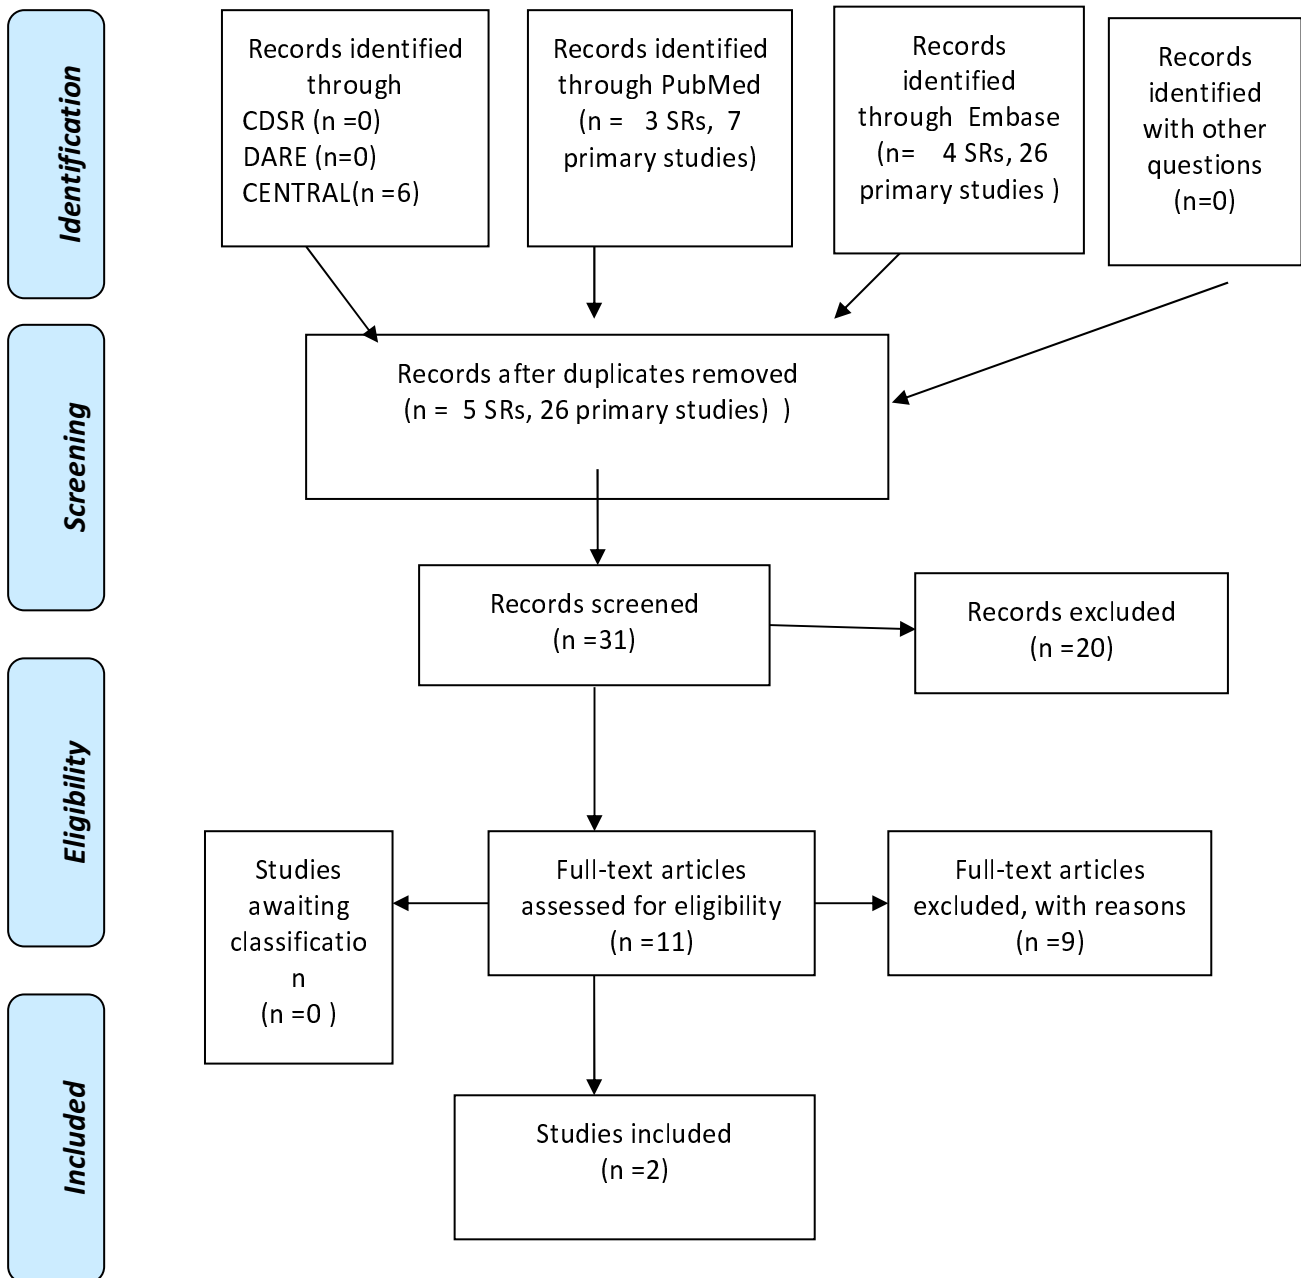 Identification
Records identified
through
CDSR (n =0)
DARE (n=0)
CENTRAL(n =6)
Records identified
through PubMed
(n = 3 SRs, 7
primary studies)
Records
identified
through Embase
(n= 4 SRs, 26
primary studies )
Records
identified
with other
questions
(n=0)
Screening
Records after duplicates removed
(n = 5 SRs, 26 primary studies) )
Records screened
(n =31)
Records excluded
(n =20)
Eligibility
Studies
awaiting
classificatio
n
(n =0 )
Full-text articles
assessed for eligibility
(n =11)
Full-text articles
excluded, with reasons
(n =9)
Included
Studies included
(n =2)